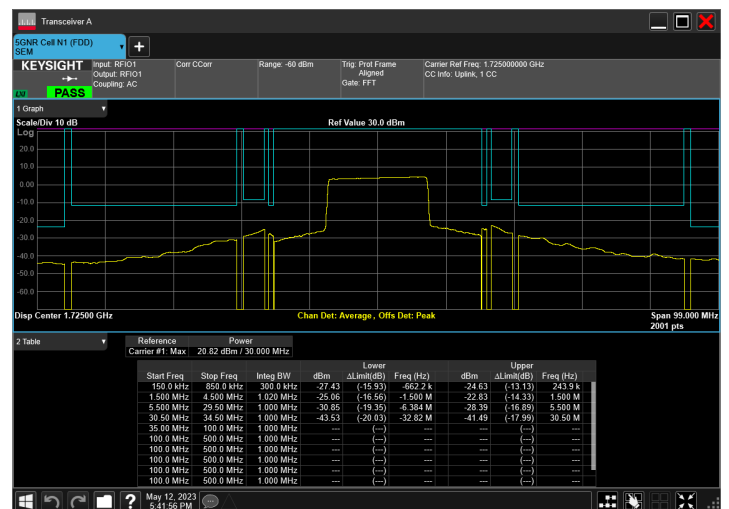 Transceiver A
5GNR Cell N1 (FDD)
SEM
KEYSIGHT
LXI
PASS
Input: RFIO1
Output: RFIO1
Coupling: AC
Corr CCorr
Range: -60 dBm
Trig: Prot Frame
Aligned
Gate: FFT
Carrier Ref Freq: 1.725000000 GHz
CC Info: Uplink, 1 CC
1 Graph
Scale/Div 10 dB
Ref Value 30.0 dBm
Log
20.0
10.0
0.00
-10.0
-20.0
-30.0
-40.0
-50.0
-60.0
Disp Center 1.72500 GHz
Chan Det: Average , Offs Det: Peak
Span 99.000 MHz
2001 pts
2 Table
Reference Power
Carrier #1: Max 20.82 dBm / 30.000 MHz
Lower Upper
Start Freq Stop Freq Integ BW dBm ∆Limit(dB) Freq (Hz) dBm ∆Limit(dB) Freq (Hz)
150.0 kHz 850.0 kHz 300.0 kHz -27.43 (-15.93) -662.2 k -24.63 (-13.13) 243.9 k
1.500 MHz 4.500 MHz 1.020 MHz -25.06 (-16.56) -1.500 M -22.83 (-14.33) 1.500 M
5.500 MHz 29.50 MHz 1.000 MHz -30.85 (-19.35) -6.384 M -28.39 (-16.89) 5.500 M
30.50 MHz 34.50 MHz 1.000 MHz -43.53 (-20.03) -32.82 M -41.49 (-17.99) 30.50 M
35.00 MHz 100.0 MHz 1.000 MHz --- (---) --- --- (---) ---
100.0 MHz 500.0 MHz 1.000 MHz --- (---) --- --- (---) ---
100.0 MHz 500.0 MHz 1.000 MHz --- (---) --- --- (---) ---
100.0 MHz 500.0 MHz 1.000 MHz --- (---) --- --- (---) ---
100.0 MHz 500.0 MHz 1.000 MHz --- (---) --- --- (---) ---
100.0 MHz 500.0 MHz 1.000 MHz --- (---) --- --- (---) ---
May 12, 2023
5:41:56 PM